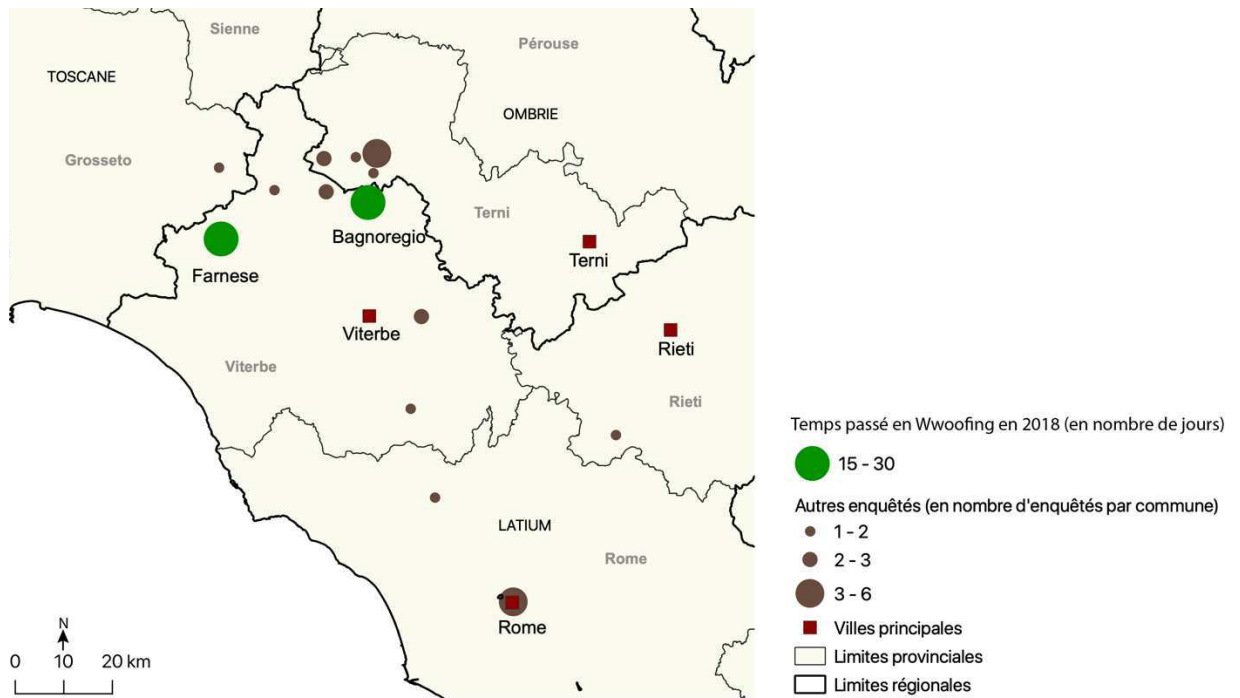 Sienne
Pérouse
TOSCANE
OMBRIE
Grosseto
Terni
Bagnoregio
Terni
Farnese
Viterbe
Rieti
Viterbe
Rieti
LATIUM
Rome
Rome
N
0 10 20 km
Temps passé en Wwoofing en 2018 (en nombre de jours)
15 - 30
Autres enquêtés (en nombre d'enquêtés par commune)
1 - 2
2 - 3
3 - 6
Villes principales
Limites provinciales
Limites régionales